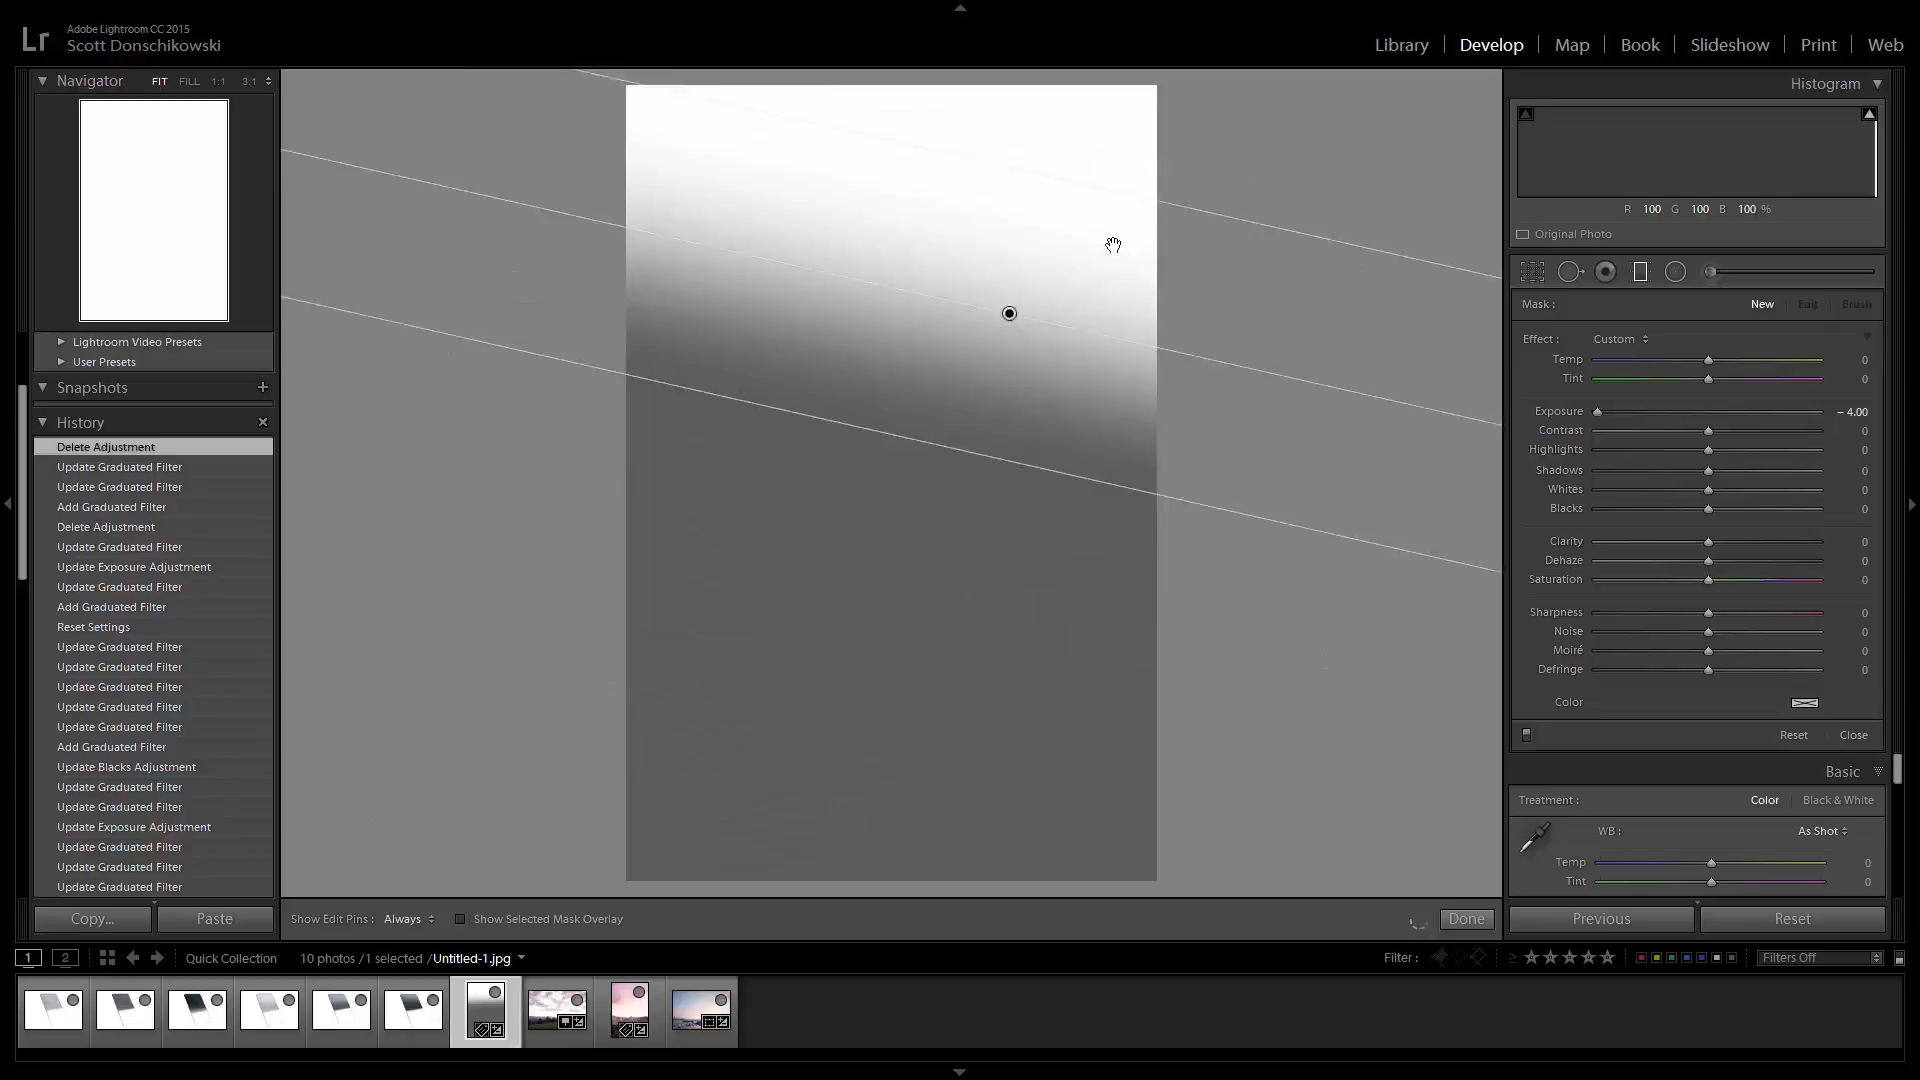 Lr
Adobe Lightroom CC 2015
Scott Donschikowski
Library | Develop | Map | Book | Slideshow | Print | Web
Navigator FIT FILL 1:1 3:1
Lightroom Video Presets
User Presets
Snapshots +
History
Delete Adjustment
Update Graduated Filter
Update Graduated Filter
Add Graduated Filter
Delete Adjustment
Update Graduated Filter
Update Exposure Adjustment
Update Graduated Filter
Add Graduated Filter
Reset Settings
Update Graduated Filter
Update Graduated Filter
Update Graduated Filter
Update Graduated Filter
Update Graduated Filter
Add Graduated Filter
Update Blacks Adjustment
Update Graduated Filter
Update Graduated Filter
Update Exposure Adjustment
Update Graduated Filter
Update Graduated Filter
Update Graduated Filter
Copy... Paste
Show Edit Pins : Always Show Selected Mask Overlay Done
Histogram
R 100 G 100 B 100 %
Original Photo
Mask : New Edit Brush
Effect : Custom
Temp 0
Tint 0
Exposure – 4.00
Contrast 0
Highlights 0
Shadows 0
Whites 0
Blacks 0
Clarity 0
Dehaze 0
Saturation 0
Sharpness 0
Noise 0
Moiré 0
Defringe 0
Color
Reset Close
Basic
Treatment : Color | Black & White
WB : As Shot
Temp 0
Tint 0
Previous Reset
1 2 Quick Collection 10 photos /1 selected /Untitled-1.jpg Filter : ≥ Filters Off